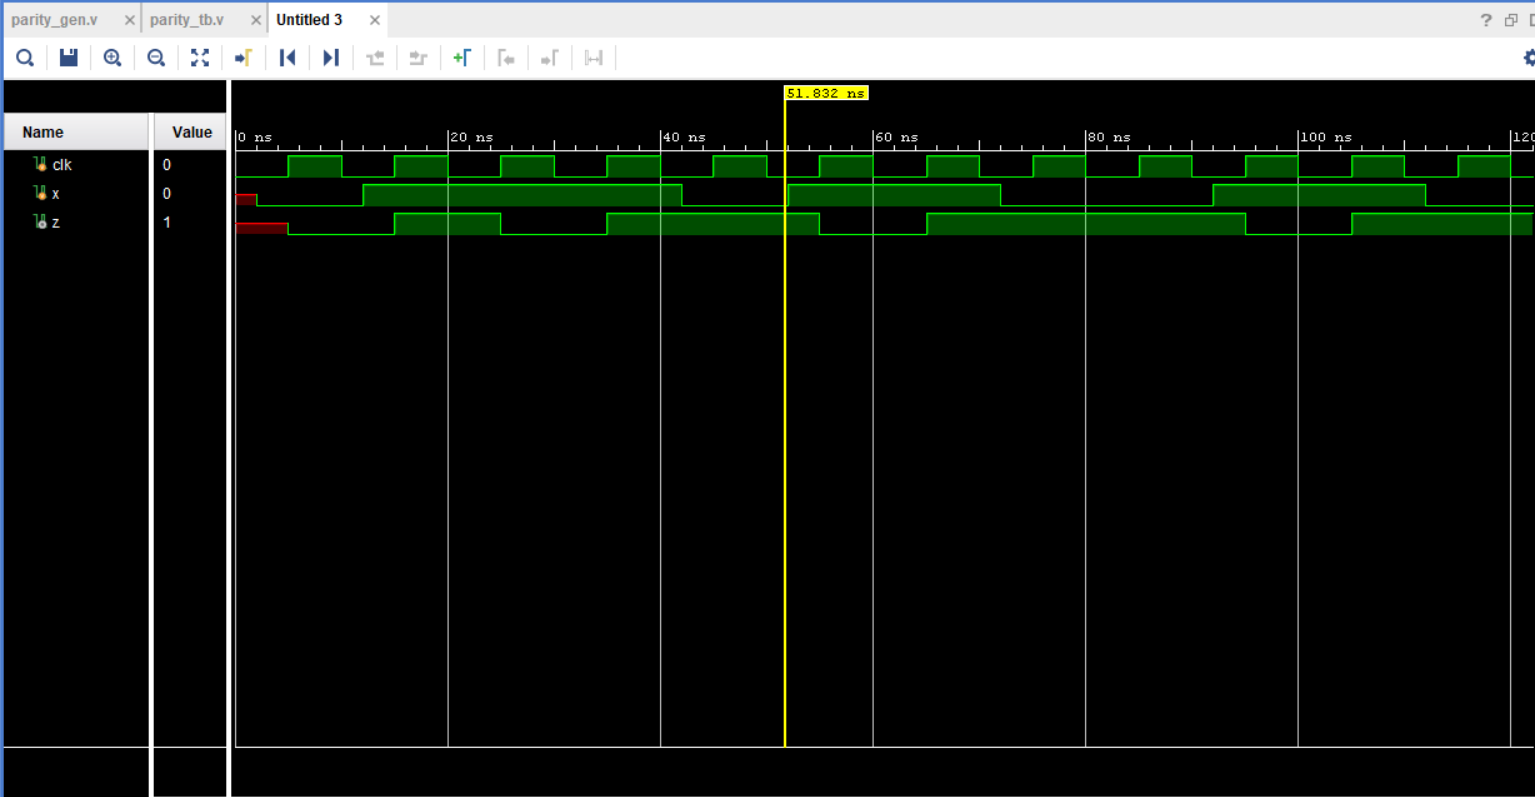 parity_gen.v × parity_tb.v × Untitled 3 × ?
51.832 ns
Name Value
0 ns 20 ns 40 ns 60 ns 80 ns 100 ns 120
clk 0
x 0
z 1